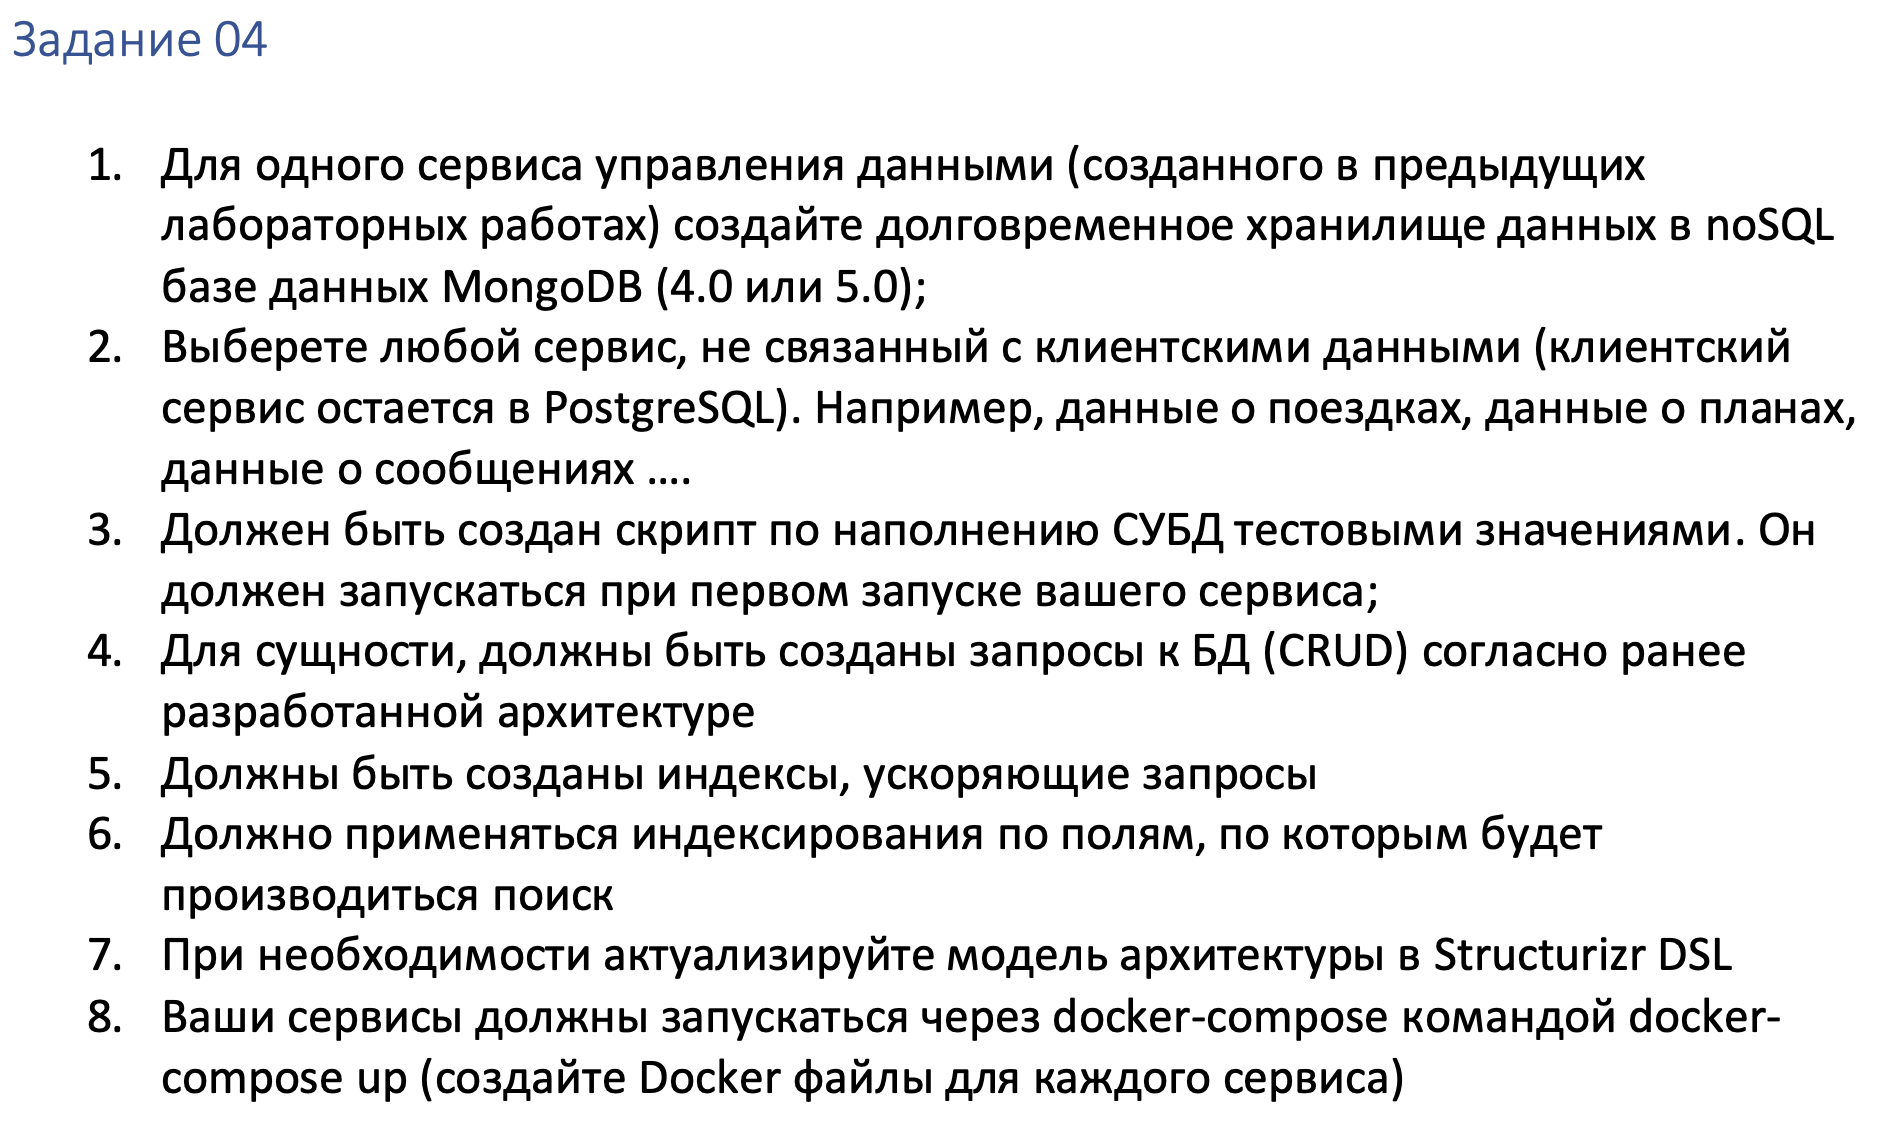 Задание 04
1. Для одного сервиса управления данными (созданного в предыдущих
лабораторных работах) создайте долговременное хранилище данных в noSQL
базе данных MongoDB (4.0 или 5.0);
2. Выберете любой сервис, не связанный с клиентскими данными (клиентский
сервис остается в PostgreSQL). Например, данные о поездках, данные о планах,
данные о сообщениях ....
3. Должен быть создан скрипт по наполнению СУБД тестовыми значениями. Он
должен запускаться при первом запуске вашего сервиса;
4. Для сущности, должны быть созданы запросы к БД (CRUD) согласно ранее
разработанной архитектуре
5. Должны быть созданы индексы, ускоряющие запросы
6. Должно применяться индексирования по полям, по которым будет
производиться поиск
7. При необходимости актуализируйте модель архитектуры в Structurizr DSL
8. Ваши сервисы должны запускаться через docker-compose командой docker-
compose up (создайте Docker файлы для каждого сервиса)